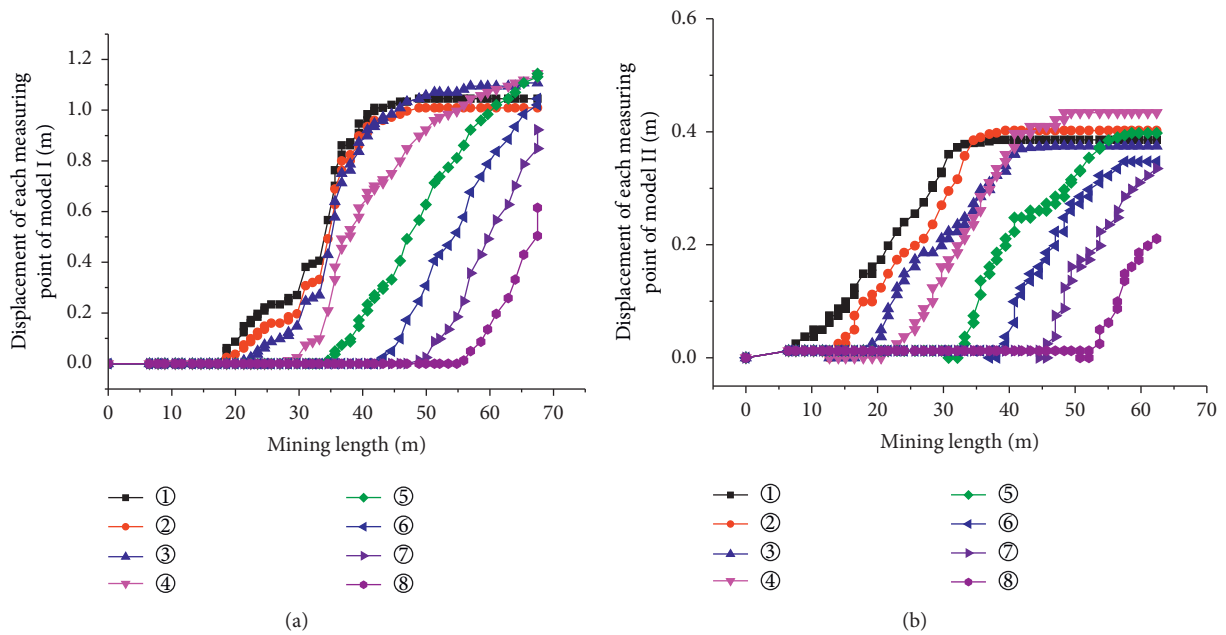 Displacement of each measuring
point of model I (m)
1.2
1.0
0.8
0.6
0.4
0.2
0.0
0 10 20 30 40 50 60 70
Mining length (m)
① ⑤
② ⑥
③ ⑦
④ ⑧
(a)
Displacement of each measuring
point of model II (m)
0.6
0.4
0.2
0.0
0 10 20 30 40 50 60 70
Mining length (m)
① ⑤
② ⑥
③ ⑦
④ ⑧
(b)